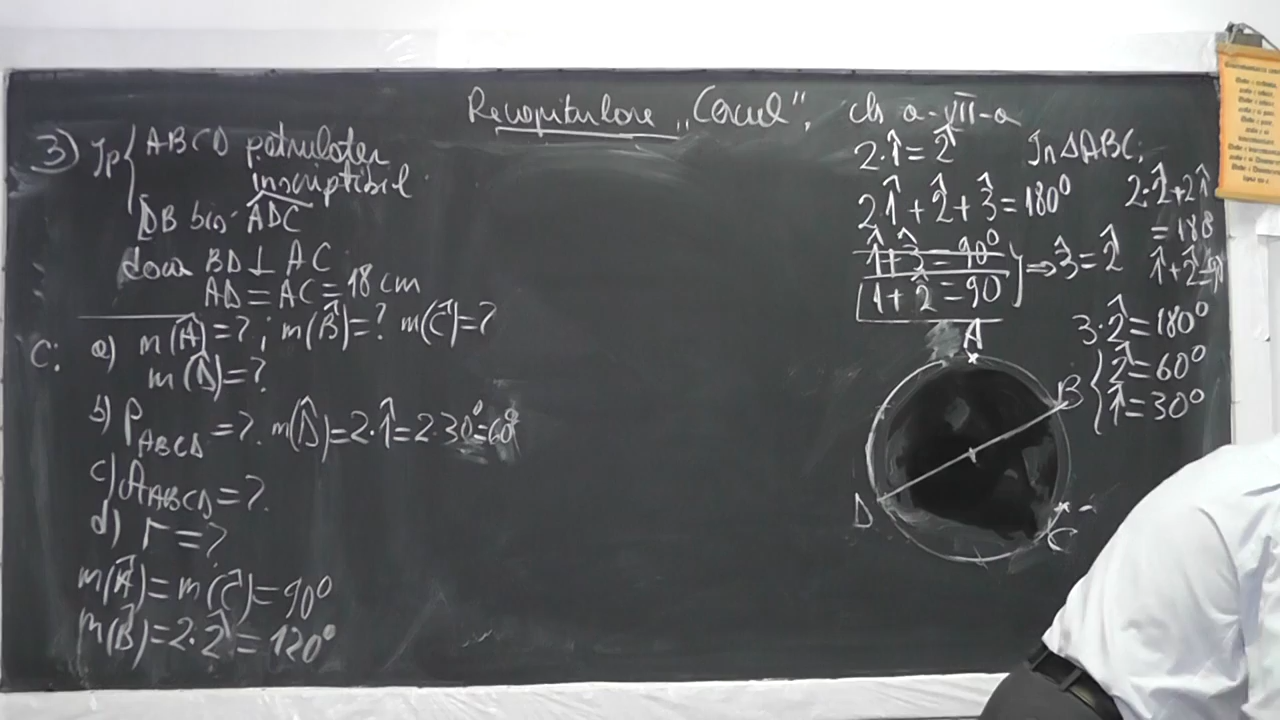 Recapitulare "Cercul", cls a-VII-a
3) Ip { ABCD patrulater
inscriptibil
DB bis. ADC
daca BD ⊥ AC
AD = AC = 18 cm
C: a) m(Â) = ?; m(B̂) = ? m(Ĉ) = ?
m(D̂) = ?
b) P_ABCD = ? m(D̂) = 2·1̂ = 2·30° = 60°
c) A_ABCD = ?
d) r = ?
m(Â) = m(Ĉ) = 90°
m(B̂) = 2·2̂ = 120°
2·1̂ = 2̂
2·1̂ + 2̂ + 3̂ = 180°
1̂ + 3̂ = 90°
1 + 2̂ = 90
⇒ 3̂ = 2̂
In ΔABC:
2·2̂ + 2·1̂
= 180
1̂ + 2̂ = 90
3·2̂ = 180°
2̂ = 60°
1̂ = 30°
A
B
D
C